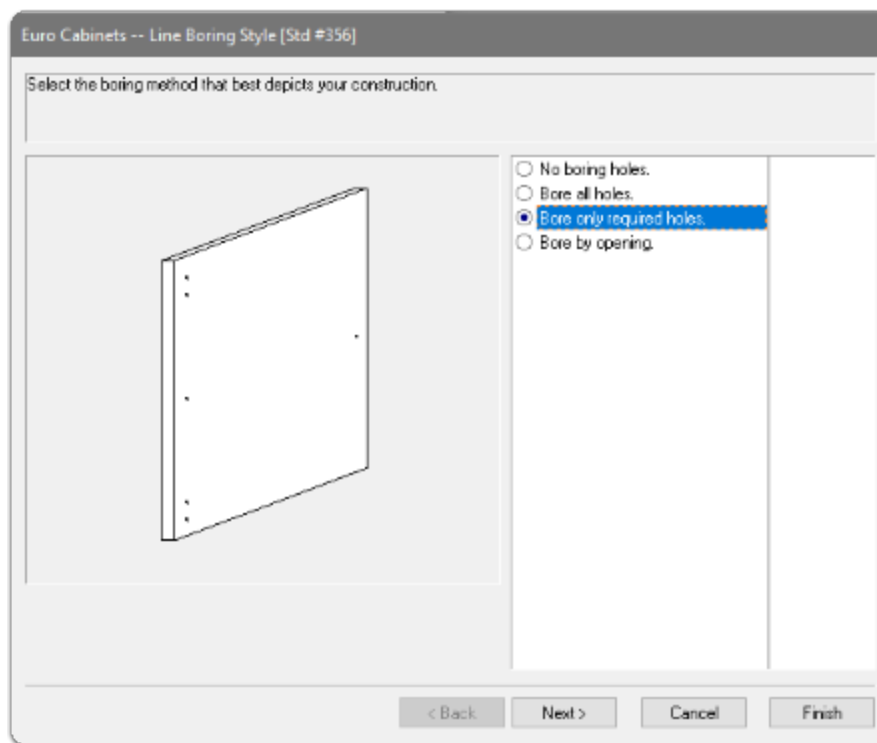 Euro Cabinets -- Line Boring Style [Std #356]
Select the boring method that best depicts your construction.
No boring holes.
Bore all holes.
Bore only required holes.
Bore by opening.
< Back
Next >
Cancel
Finish